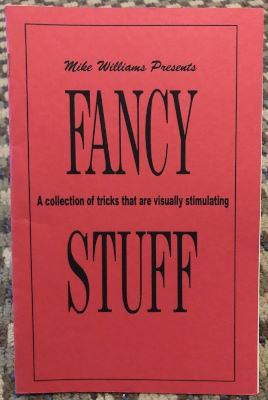 Mike Williams Presents
FANCY
A collection of tricks that are visually stimulating
STUFF